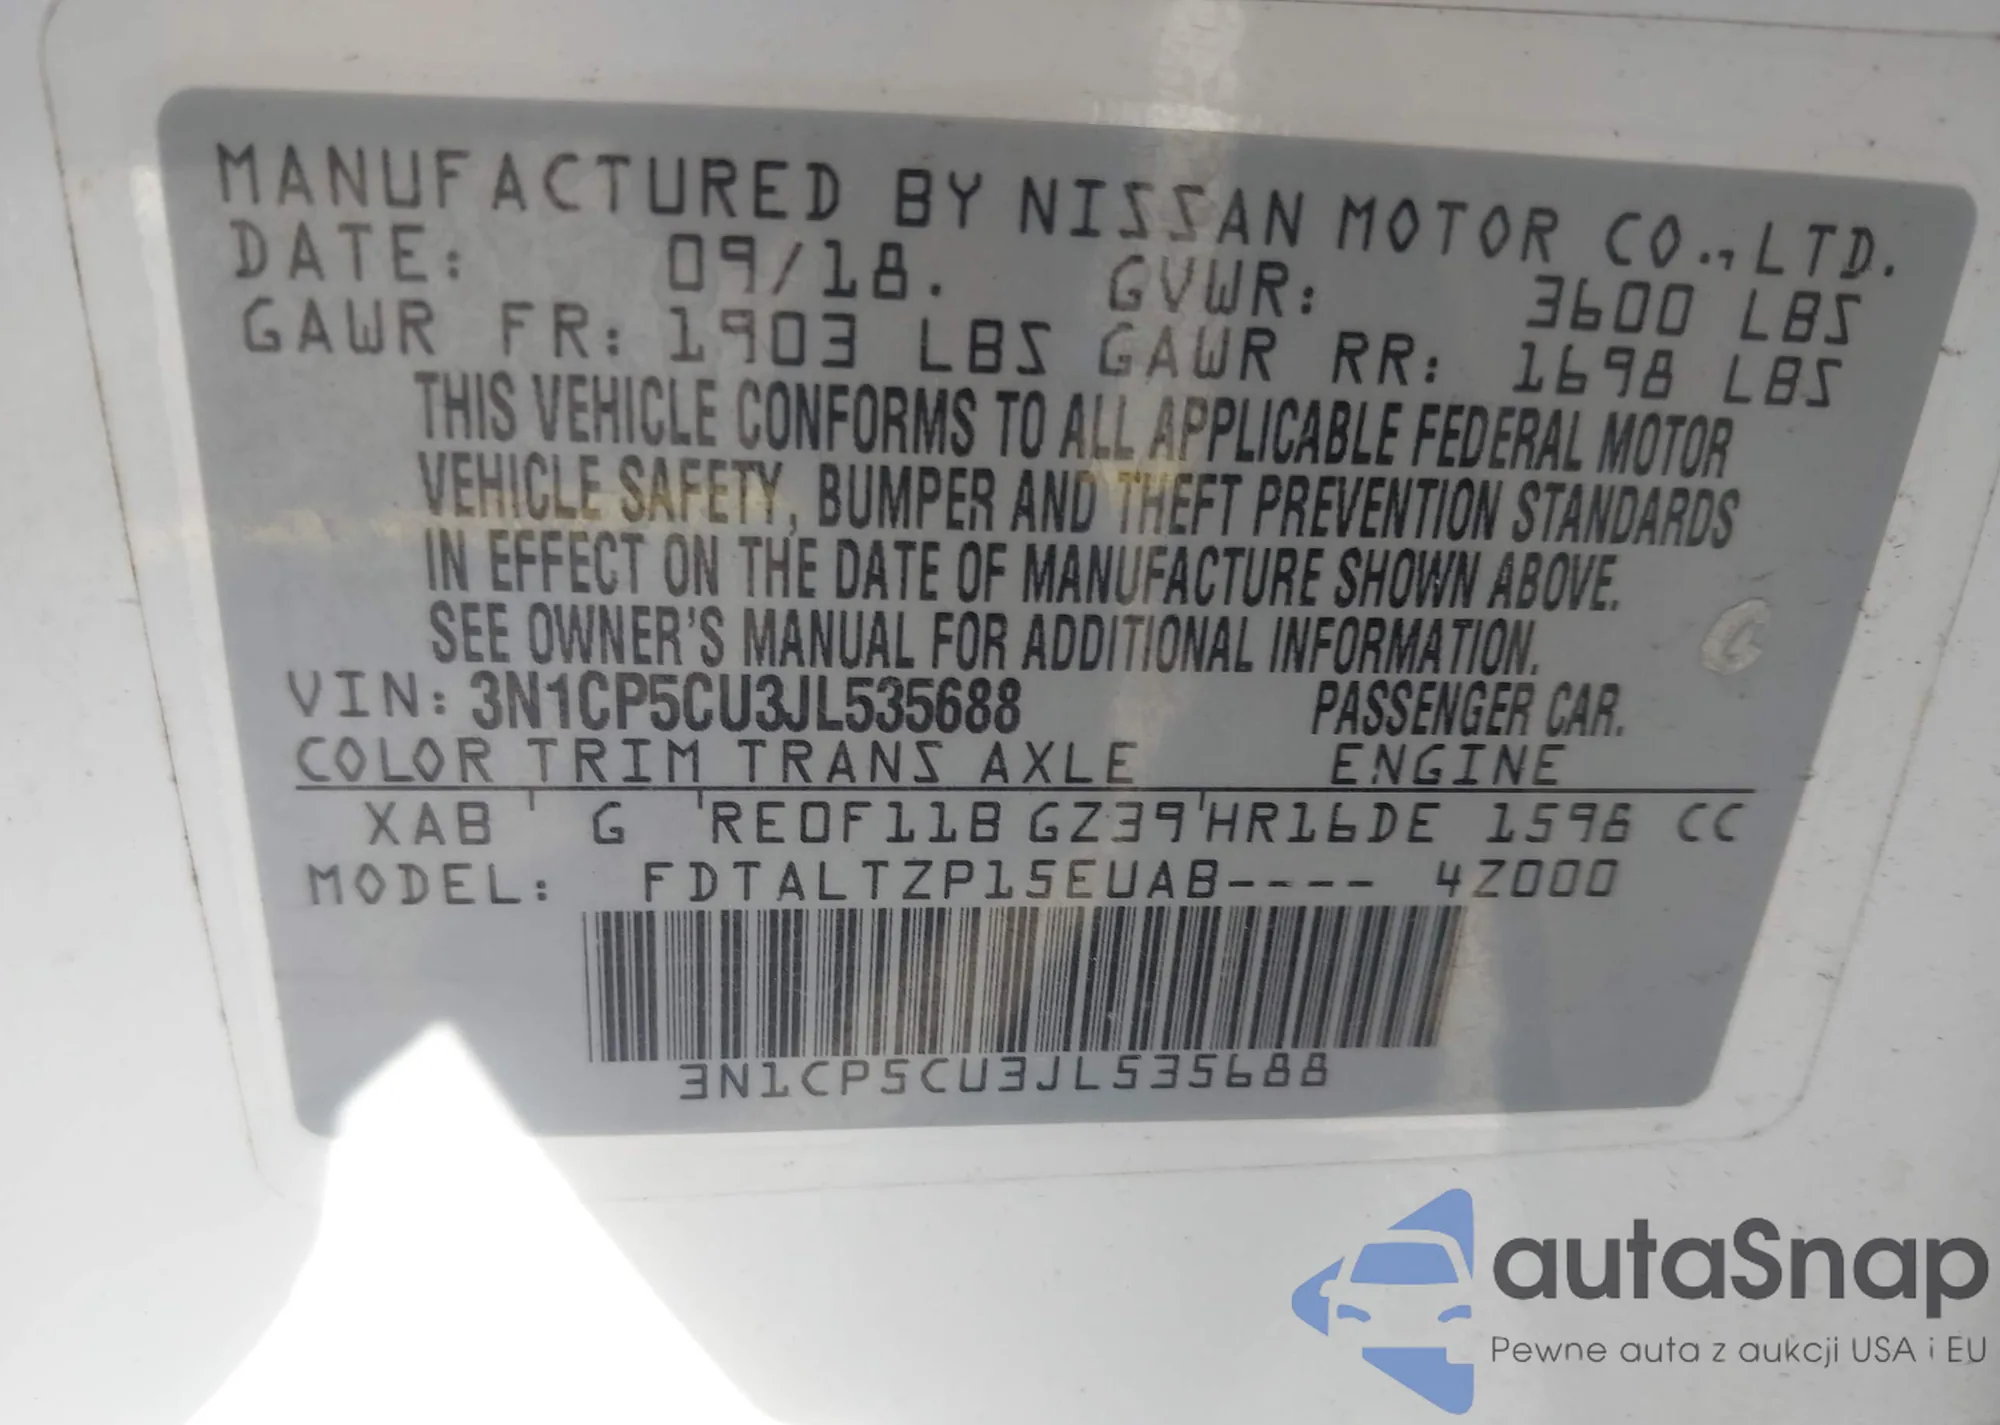 MANUFACTURED BY NISSAN MOTOR CO., LTD.
DATE: 09/18. GVWR: 3600 LBS
GAWR FR: 1903 LBS GAWR RR: 1698 LBS
THIS VEHICLE CONFORMS TO ALL APPLICABLE FEDERAL MOTOR
VEHICLE SAFETY, BUMPER AND THEFT PREVENTION STANDARDS
IN EFFECT ON THE DATE OF MANUFACTURE SHOWN ABOVE.
SEE OWNER'S MANUAL FOR ADDITIONAL INFORMATION.
VIN: 3N1CP5CU3JL535688 PASSENGER CAR.
COLOR TRIM TRANS AXLE ENGINE
XAB ' G 'RE0F11B GZ39'HR16DE 1598 CC
MODEL: FDTALTZP15EUAB---- 4Z000
3N1CP5CU3JL535688
G
autaSnap
Pewne auta z aukcji USA i EU